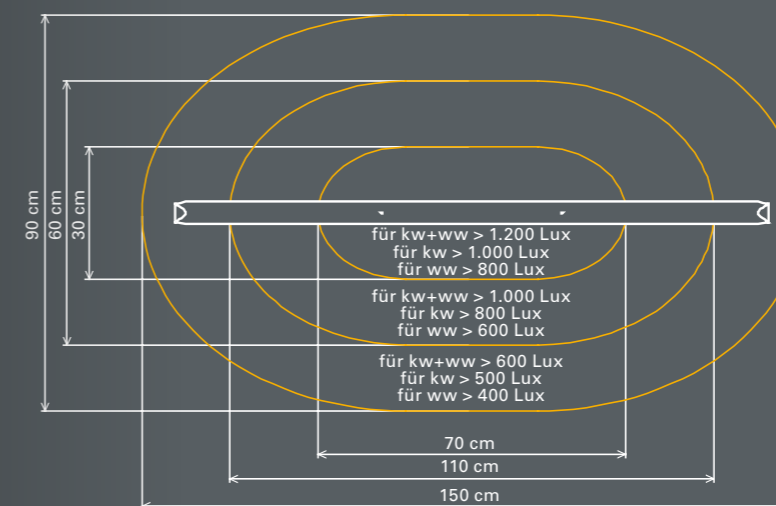 90 cm
60 cm
30 cm
für kw+ww > 1.200 Lux
für kw > 1.000 Lux
für ww > 800 Lux
für kw+ww > 1.000 Lux
für kw > 800 Lux
für ww > 600 Lux
für kw+ww > 600 Lux
für kw > 500 Lux
für ww > 400 Lux
70 cm
110 cm
150 cm